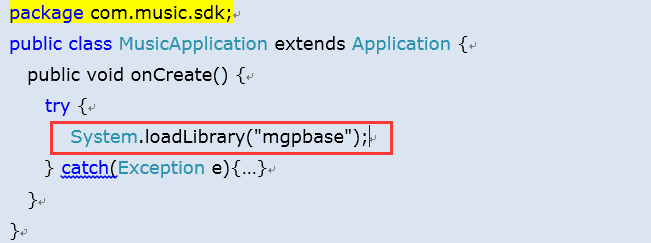 package com.music.sdk;
public class MusicApplication extends Application {
public void onCreate() {
try {
System.loadLibrary("mgpbase");
} catch(Exception e){…}
}
}